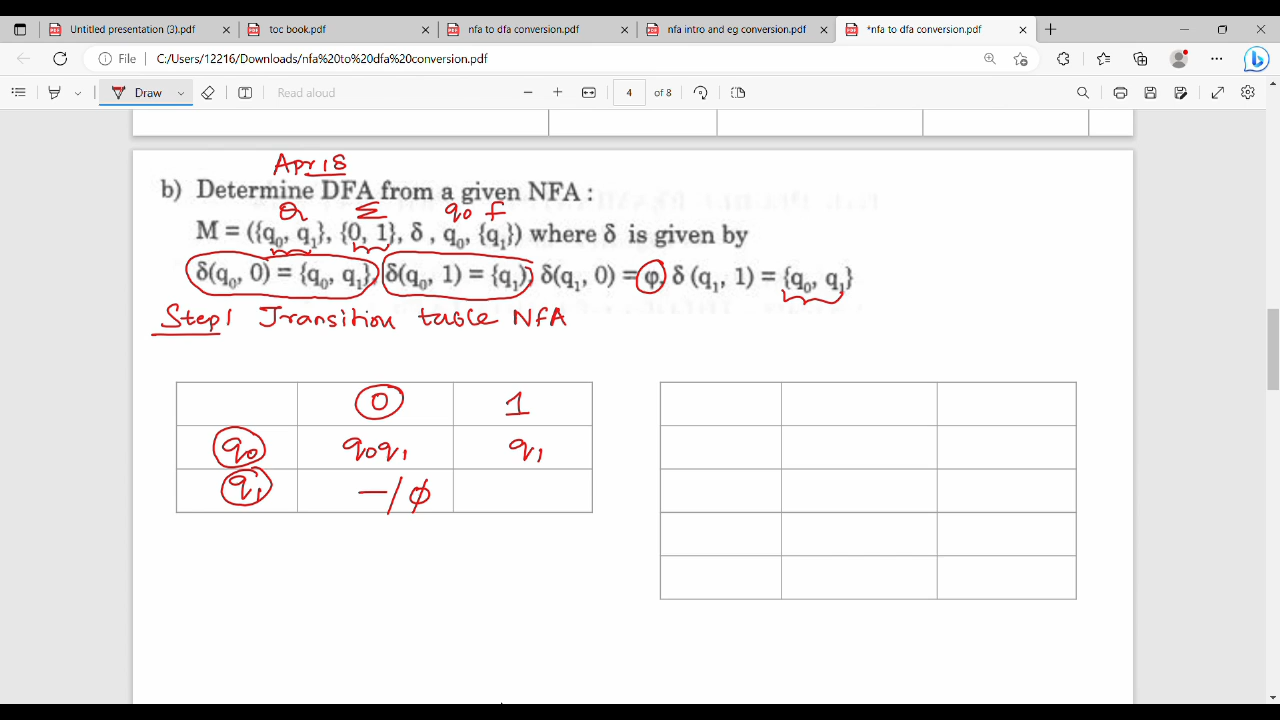 Untitled presentation (3).pdf
toc book.pdf
nfa to dfa conversion.pdf
nfa intro and eg conversion.pdf
*nfa to dfa conversion.pdf
File C:/Users/12216/Downloads/nfa%20to%20dfa%20conversion.pdf
Draw Read aloud 4 of 8
Apr 18
b) Determine DFA from a given NFA :
Q Σ q0 F
M = ({q₀, q₁}, {0, 1}, δ , q₀, {q₁}) where δ is given by
δ(q₀, 0) = {q₀, q₁}, δ(q₀, 1) = {q₁}, δ(q₁, 0) = φ, δ (q₁, 1) = {q₀, q₁}
Step1 Transition table NFA
0 1
q0 q0q1 q1
q1 –/ϕ